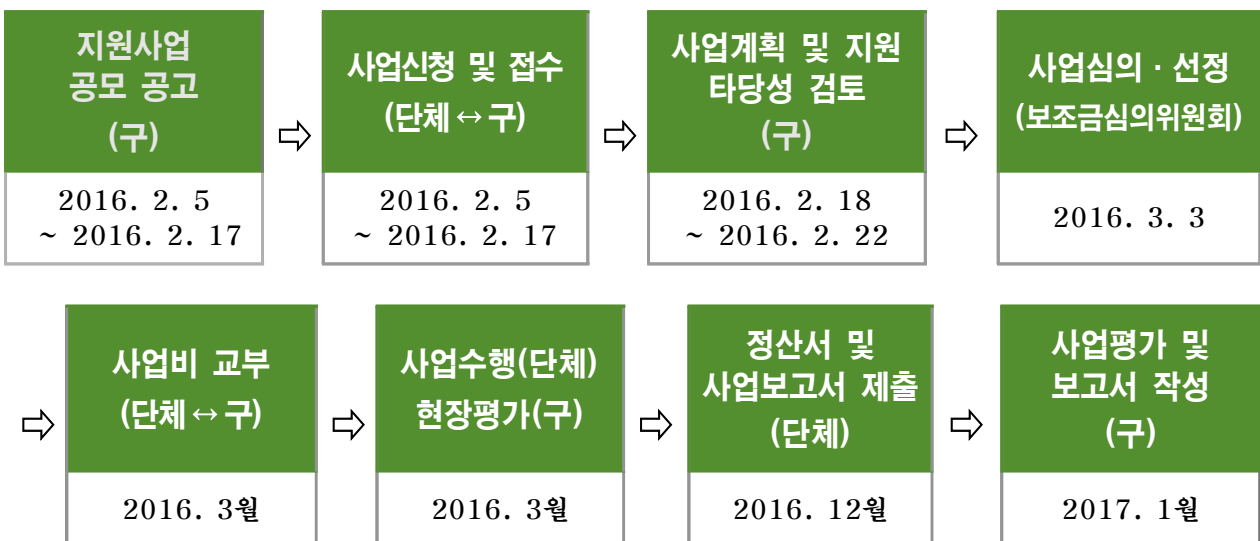 지원사업
공모 공고
(구)
2016. 2. 5
~ 2016. 2. 17
⇨
사업신청 및 접수
(단체↔구)
2016. 2. 5
~ 2016. 2. 17
⇨
사업계획 및 지원
타당성 검토
(구)
2016. 2. 18
~ 2016. 2. 22
⇨
사업심의·선정
(보조금심의위원회)
2016. 3. 3
⇨
사업비 교부
(단체↔구)
2016. 3월
⇨
사업수행(단체)
현장평가(구)
2016. 3월
⇨
정산서 및
사업보고서 제출
(단체)
2016. 12월
⇨
사업평가 및
보고서 작성
(구)
2017. 1월